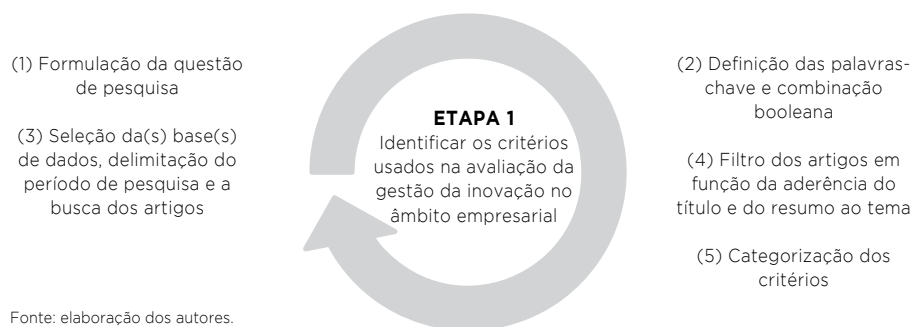 (1) Formulação da questão
de pesquisa
(3) Seleção da(s) base(s)
de dados, delimitação do
período de pesquisa e a
busca dos artigos
ETAPA 1
Identificar os critérios
usados na avaliação da
gestão da inovação no
âmbito empresarial
(2) Definição das palavras-
chave e combinação
booleana
(4) Filtro dos artigos em
função da aderência do
título e do resumo ao tema
(5) Categorização dos
critérios
Fonte: elaboração dos autores.